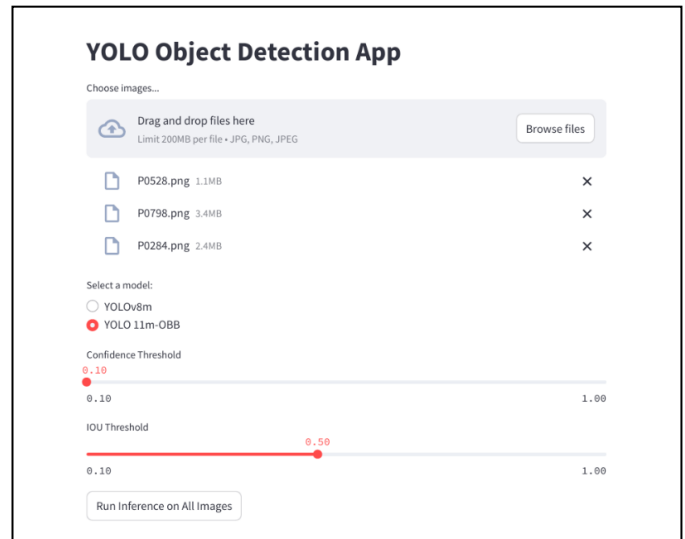 YOLO Object Detection App
Choose images...
Drag and drop files here
Limit 200MB per file • JPG, PNG, JPEG
Browse files
P0528.png 1.1MB
P0798.png 3.4MB
P0284.png 2.4MB
Select a model:
YOLOv8m
YOLO 11m-OBB
Confidence Threshold
0.10
0.10 1.00
IOU Threshold
0.50
0.10 1.00
Run Inference on All Images